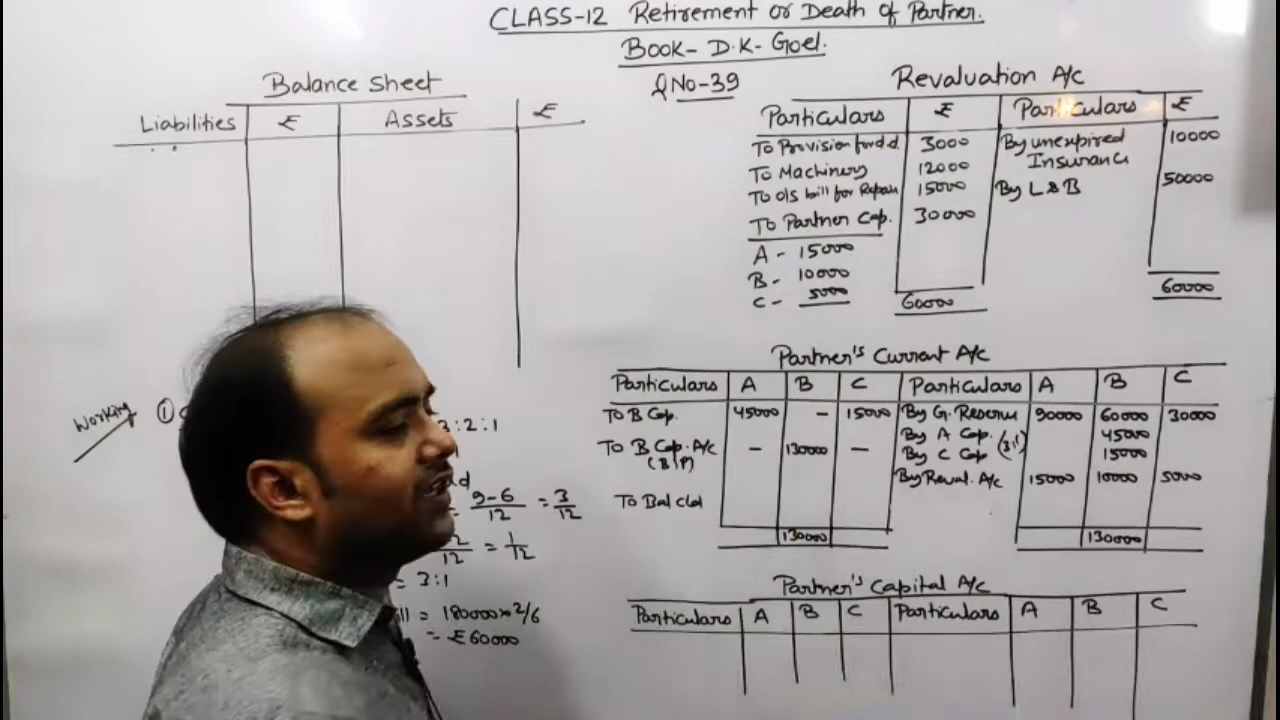 CLASS-12 Retirement or Death of Partner.
Book- D.K- Goel.
QNo-39
Balance Sheet
Liabilities ₹ Assets ₹
Revaluation A/c
Particulars ₹ Particulars ₹
To Provision for d.d. 3000 By unexpired Insurance 10000
To Machinery 12000
To o/s bill for Repair 15000 By L & B 50000
To Partner Cap. 30000
A - 15000
B - 10000
C - 5000
60000 60000
Partner's Current A/c
Particulars A B C Particulars A B C
To B Cap. 45000 - 15000 By G. Reserve 90000 60000 30000
By A Cap. 45000
To B Cap. A/c (B/P) - 130000 - By C Cap (3:1) 15000
By Reval. A/c 15000 10000 5000
To Bal c/d
130000 130000
Partner's Capital A/c
Particulars A B C Particulars A B C
Working ①
3:2:1
= 9-6/12 = 3/12
/12 = 1/12
= 3:1
= 180000×2/6
= ₹60000